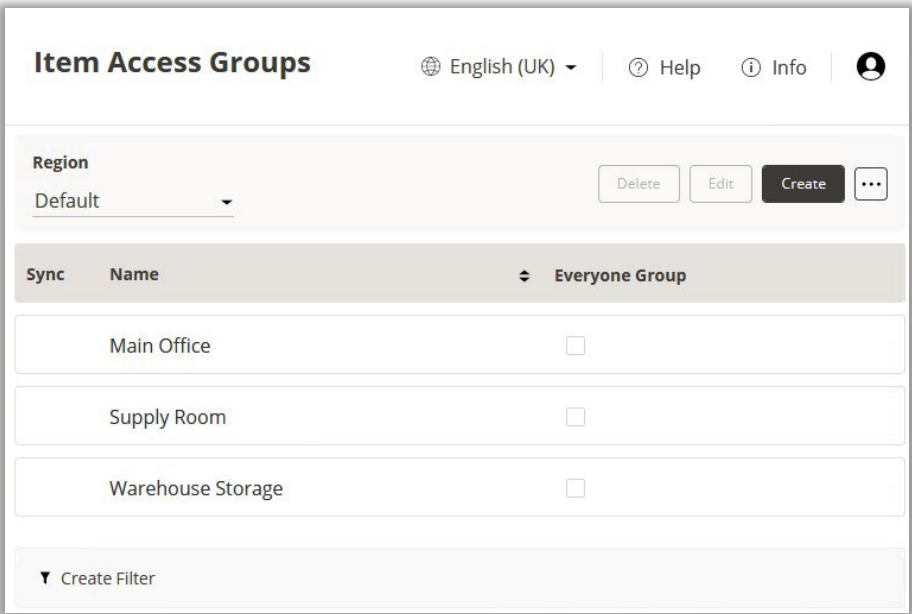 Item Access Groups English (UK) Help Info
Region
Default
Delete Edit Create ...
Sync Name Everyone Group
Main Office
Supply Room
Warehouse Storage
Create Filter